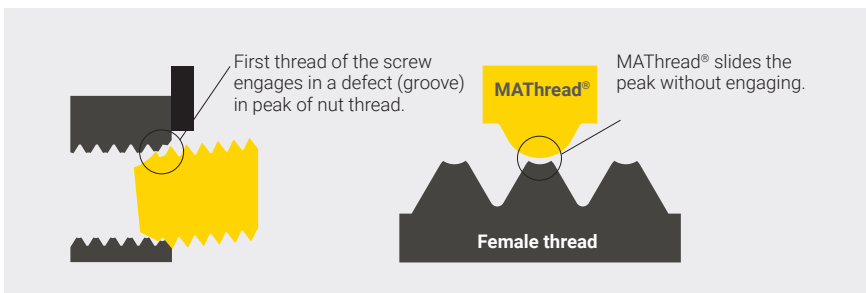 First thread of the screw
engages in a defect (groove)
in peak of nut thread.
MAThread®
MAThread® slides the
peak without engaging.
Female thread